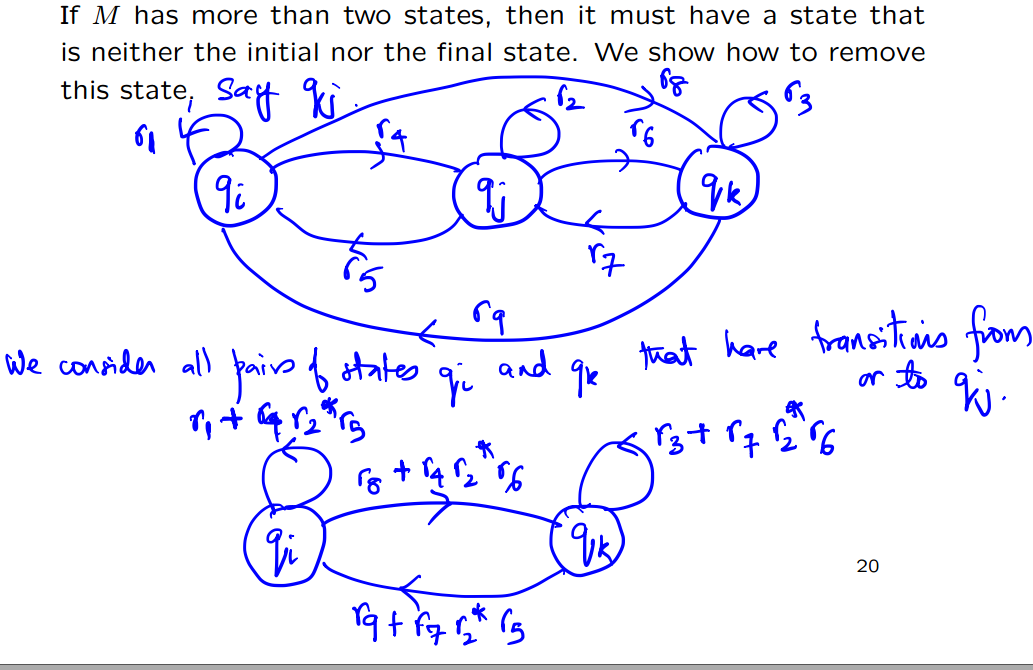 If M has more than two states, then it must have a state that
is neither the initial nor the final state. We show how to remove
this state, Say qj.
r8
r2
r3
r1
r4
r6
qi
qj
qk
r5
r7
r9
We consider all pairs of states qi and qk that have transitions from
or to qj.
r1 + r4 r2* r5
r8 + r4 r2* r6
r3 + r7 r2* r6
qi
qk
20
r9 + r7 r2* r5